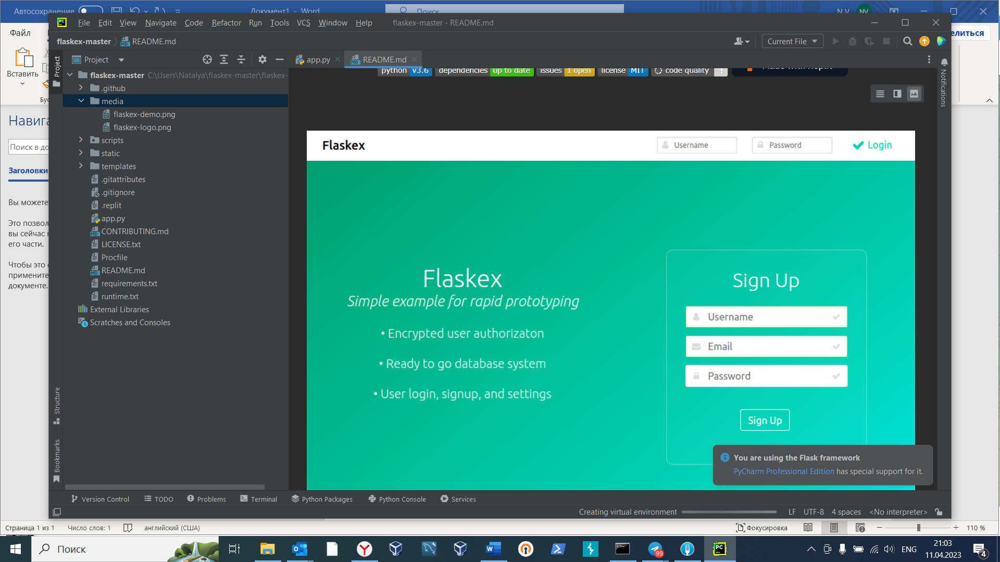 Автосохранение
Документ1 - Word
Поиск
N V
NV
File Edit View Navigate Code Refactor Run Tools VCS Window Help
flaskex-master - README.md
Файл
елиться
flaskex-master
README.md
Current File
Project
app.py
README.md
Project
Вставить
Notifications
python v3.6
dependencies up to date
issues 1 open
license MIT
code quality !
flaskex-master C:\Users\Natalya\flaskex-master\flaskex-
.github
media
flaskex-demo.png
flaskex-logo.png
scripts
static
templates
.gitattributes
.gitignore
.replit
app.py
CONTRIBUTING.md
LICENSE.txt
Procfile
README.md
requirements.txt
runtime.txt
External Libraries
Scratches and Consoles
Бус
Навига
Поиск в до
Заголовки
Вы можете
Это позвол
вы сейчас н
его части.
Чтобы это
примените
документе.
Flaskex
Username
Password
Login
Flaskex
Simple example for rapid prototyping
• Encrypted user authorizaton
• Ready to go database system
• User login, signup, and settings
Sign Up
Username
Email
Password
Sign Up
You are using the Flask framework
PyCharm Professional Edition has special support for it.
Structure
Bookmarks
Version Control
TODO
Problems
Terminal
Python Packages
Python Console
Services
Creating virtual environment
LF UTF-8 4 spaces <No interpreter>
Страница 1 из 1 Число слов: 1 английский (США)
Фокусировка
110 %
Поиск
99
PC
ENG
21:03
11.04.2023
4